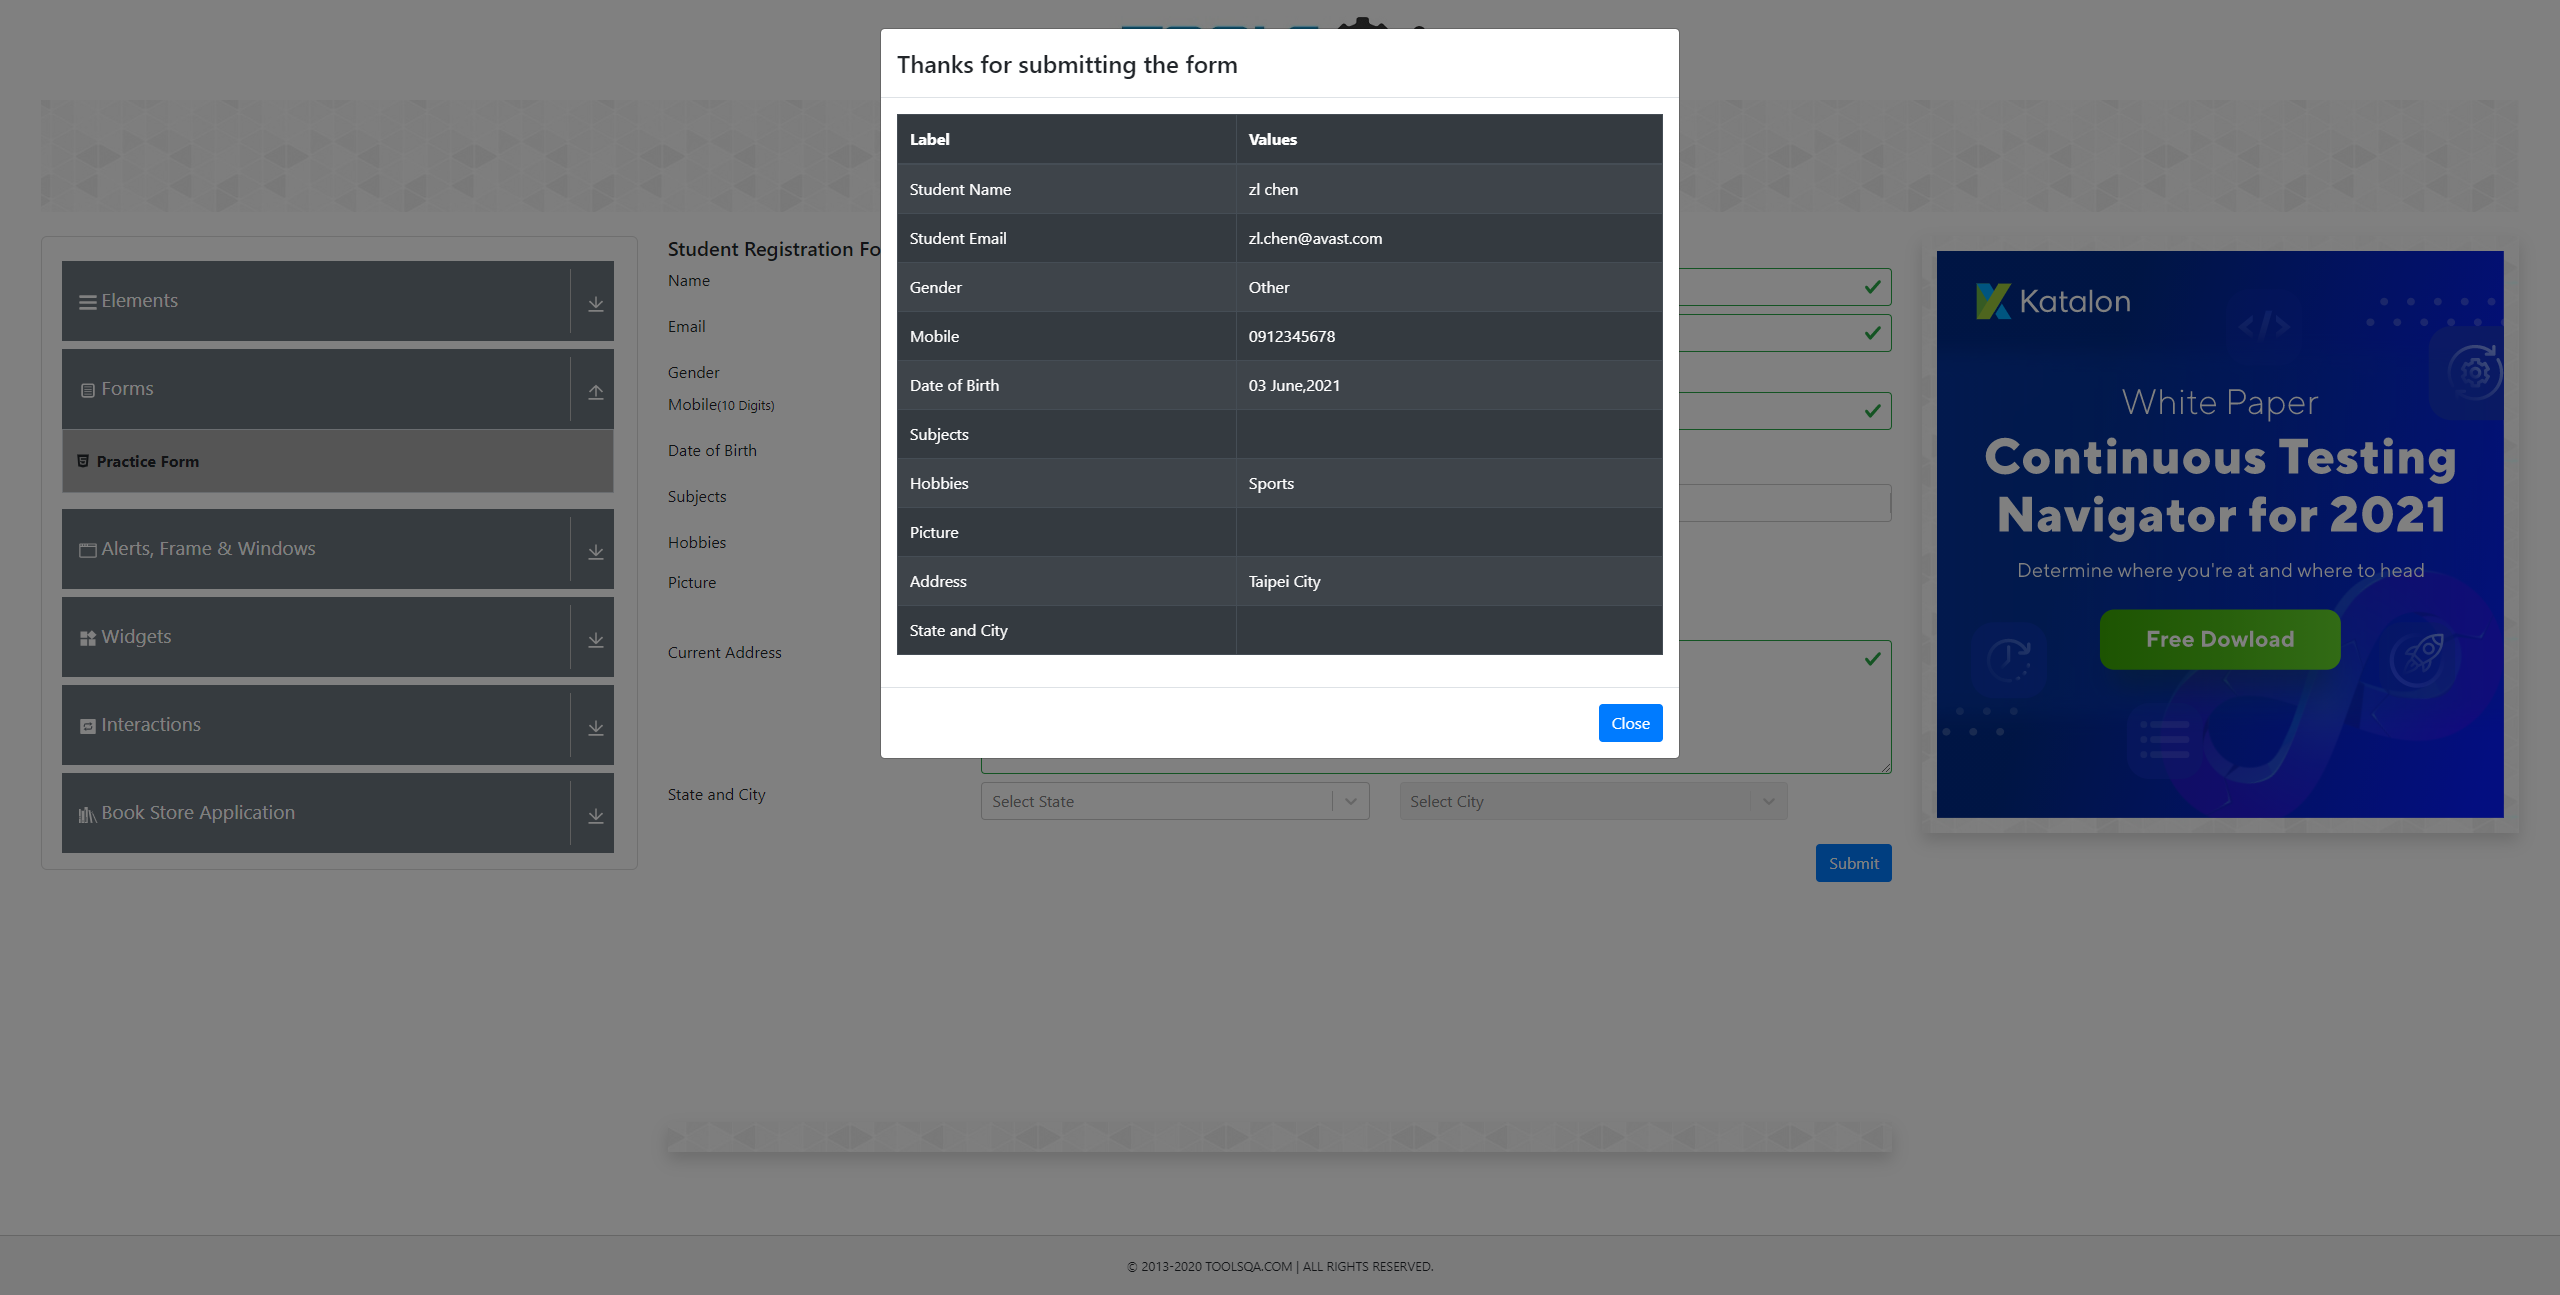 Thanks for submitting the form
Label Values
Student Name zl chen
Student Email zl.chen@avast.com
Gender Other
Mobile 0912345678
Date of Birth 03 June,2021
Subjects
Hobbies Sports
Picture
Address Taipei City
State and City
Close
Elements
Forms
Practice Form
Alerts, Frame & Windows
Widgets
Interactions
Book Store Application
Student Registration Fo
Name
Email
Gender
Mobile(10 Digits)
Date of Birth
Subjects
Hobbies
Picture
Current Address
State and City
Select State
Select City
Submit
Katalon
White Paper
Continuous Testing
Navigator for 2021
Determine where you're at and where to head
Free Dowload
© 2013-2020 TOOLSQA.COM | ALL RIGHTS RESERVED.